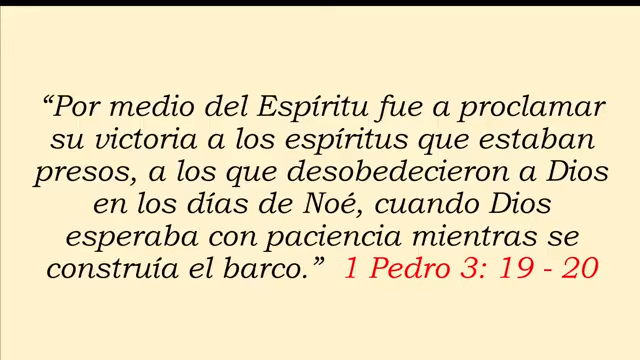 “Por medio del Espíritu fue a proclamar
su victoria a los espíritus que estaban
presos, a los que desobedecieron a Dios
en los días de Noé, cuando Dios
esperaba con paciencia mientras se
construía el barco.” 1 Pedro 3: 19 - 20